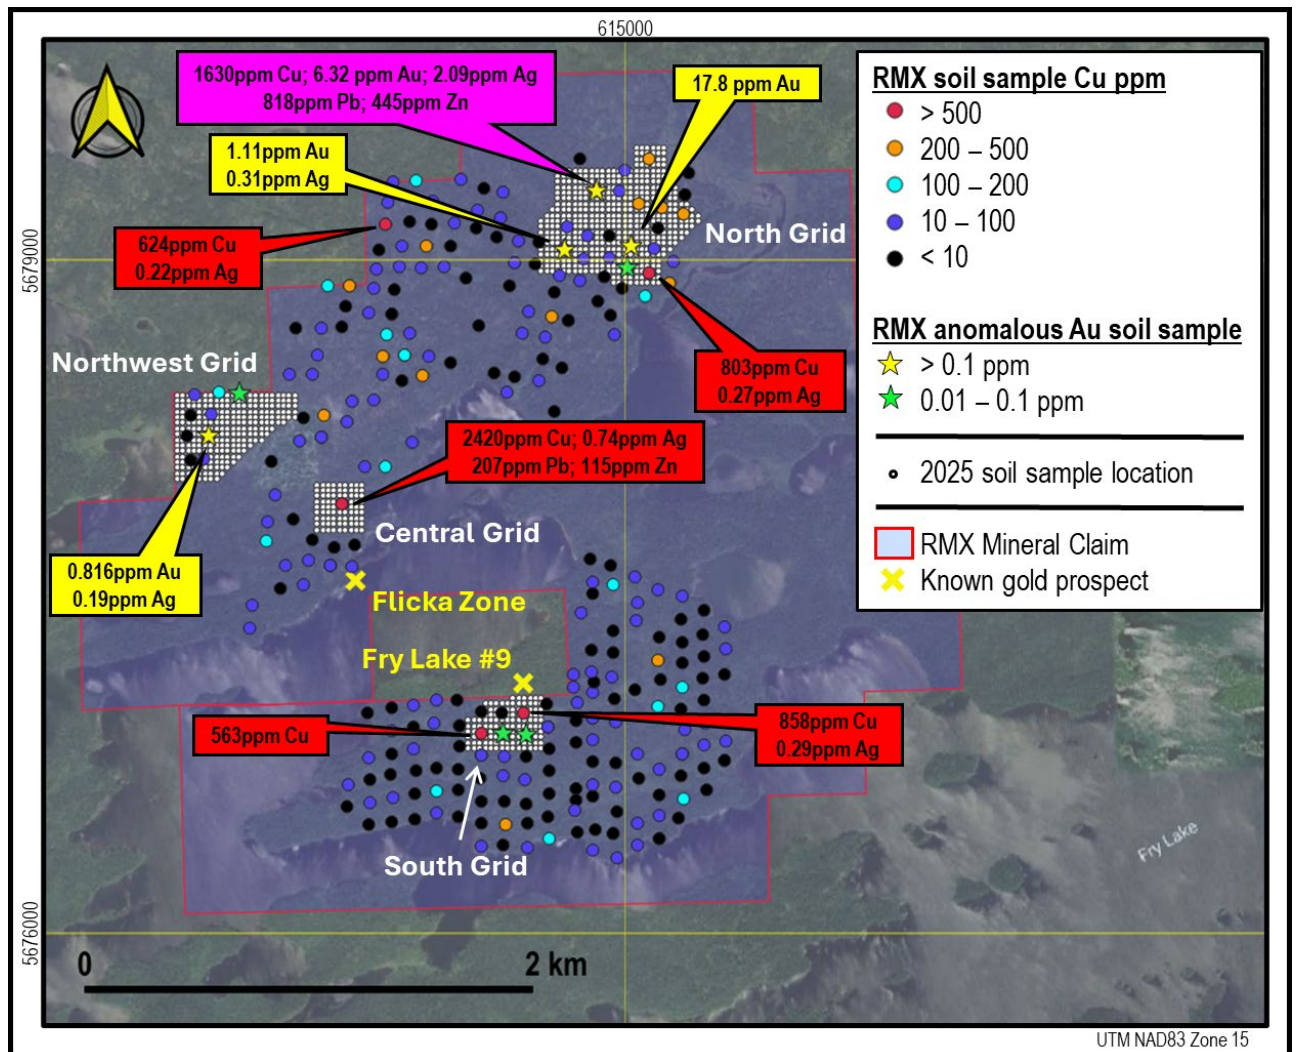 615000
1630ppm Cu; 6.32 ppm Au; 2.09ppm Ag
818ppm Pb; 445ppm Zn
17.8 ppm Au
1.11ppm Au
0.31ppm Ag
624ppm Cu
0.22ppm Ag
North Grid
5679000
Northwest Grid
803ppm Cu
0.27ppm Ag
2420ppm Cu; 0.74ppm Ag
207ppm Pb; 115ppm Zn
Central Grid
0.816ppm Au
0.19ppm Ag
Flicka Zone
Fry Lake #9
563ppm Cu
858ppm Cu
0.29ppm Ag
South Grid
Fry Lake
5676000
0
2 km
RMX soil sample Cu ppm
> 500
200 – 500
100 – 200
10 – 100
< 10
RMX anomalous Au soil sample
> 0.1 ppm
0.01 – 0.1 ppm
2025 soil sample location
RMX Mineral Claim
Known gold prospect
UTM NAD83 Zone 15